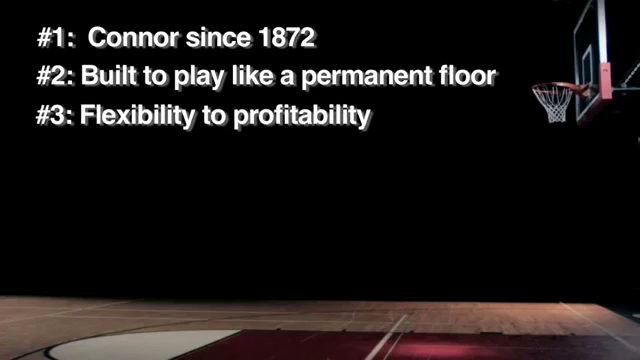 #1: Connor since 1872
#2: Built to play like a permanent floor
#3: Flexibility to profitability